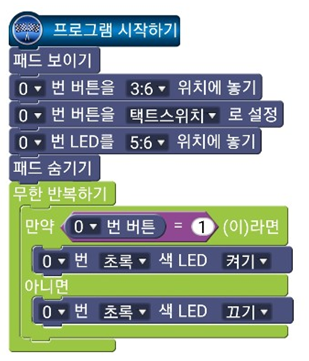 프로그램 시작하기
패드 보이기
0 번 버튼을 3:6 위치에 놓기
0 번 버튼을 택트스위치 로 설정
0 번 LED를 5:6 위치에 놓기
패드 숨기기
무한 반복하기
만약 0 번 버튼 = 1 (이)라면
0 번 초록 색 LED 켜기
아니면
0 번 초록 색 LED 끄기